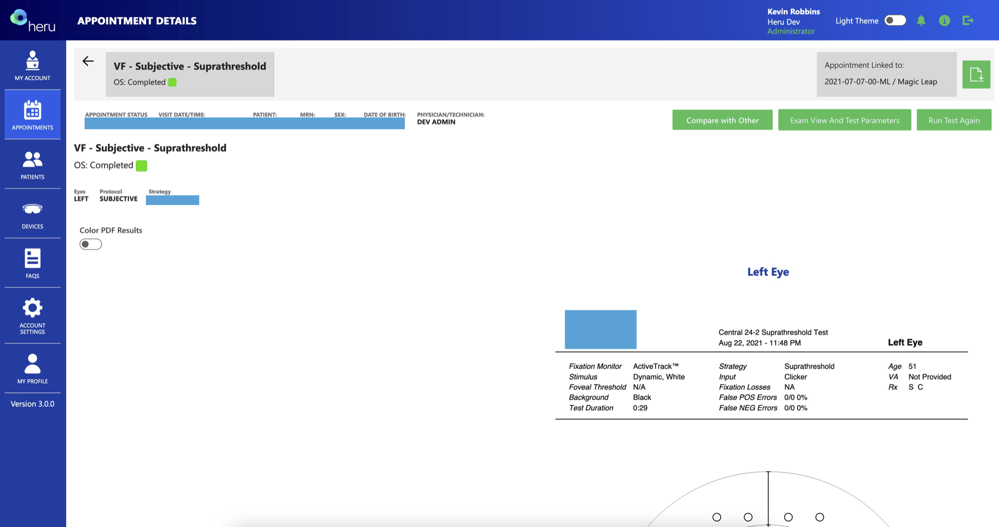 heru
APPOINTMENT DETAILS
Kevin Robbins
Heru Dev
Administrator
Light Theme
MY ACCOUNT
APPOINTMENTS
PATIENTS
DEVICES
FAQS
ACCOUNT
SETTINGS
MY PROFILE
Version 3.0.0
VF - Subjective - Suprathreshold
OS: Completed
Appointment Linked to:
2021-07-07-00-ML / Magic Leap
APPOINTMENT STATUS VISIT DATE/TIME: PATIENT: MRN: SEX: DATE OF BIRTH: PHYSICIAN/TECHNICIAN:
DEV ADMIN
Compare with Other
Exam View And Test Parameters
Run Test Again
VF - Subjective - Suprathreshold
OS: Completed
Eyes Protocol Strategy
LEFT SUBJECTIVE
Color PDF Results
Left Eye
Central 24-2 Suprathreshold Test
Aug 22, 2021 - 11:48 PM
Left Eye
Fixation Monitor ActiveTrack™ Strategy Suprathreshold Age 51
Stimulus Dynamic, White Input Clicker VA Not Provided
Foveal Threshold N/A Fixation Losses NA Rx S C
Background Black False POS Errors 0/0 0%
Test Duration 0:29 False NEG Errors 0/0 0%